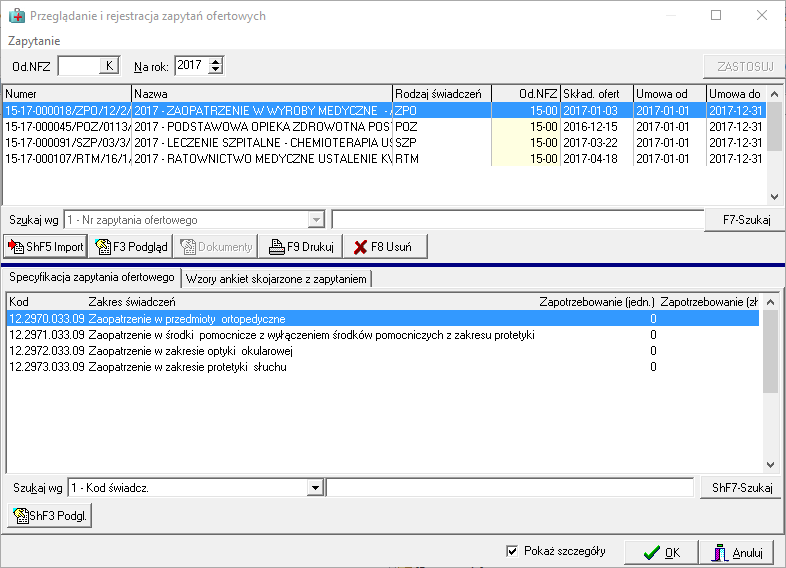 Przeglądanie i rejestracja zapytań ofertowych
Zapytanie
Od.NFZ K Na rok: 2017 ZASTOSUJ
Numer Nazwa Rodzaj świadczeń Od.NFZ Skład. ofert Umowa od Umowa do
15-17-000018/ZPO/12/2/ 2017 - ZAOPATRZENIE W WYROBY MEDYCZNE - ZPO 15-00 2017-01-03 2017-01-01 2017-12-31
15-17-000045/POZ/0113/ 2017 - PODSTAWOWA OPIEKA ZDROWOTNA POS POZ 15-00 2016-12-15 2017-01-01 2017-12-31
15-17-000091/SZP/03/3/ 2017 - LECZENIE SZPITALNE - CHEMIOTERAPIA US SZP 15-00 2017-03-22 2017-01-01 2017-12-31
15-17-000107/RTM/16/1/ 2017 - RATOWNICTWO MEDYCZNE USTALENIE RTM 15-00 2017-04-18 2017-01-01 2017-12-31
Szukaj wg 1 - Nr zapytania ofertowego F7-Szukaj
ShF5 Import F3 Podgląd Dokumenty F9 Drukuj F8 Usuń
Specyfikacja zapytania ofertowego Wzory ankiet skojarzone z zapytaniem
Kod Zakres świadczeń Zapotrzebowanie (jedn.) Zapotrzebowanie (zł
12.2970.033.09 Zaopatrzenie w przedmioty ortopedyczne 0
12.2971.033.09 Zaopatrzenie w środki pomocnicze z wyłączeniem środków pomocniczych z zakresu protetyki 0
12.2972.033.09 Zaopatrzenie w zakresie optyki okularowej 0
12.2973.033.09 Zaopatrzenie w zakresie protetyki słuchu 0
Szukaj wg 1 - Kod świadcz. ShF7-Szukaj
ShF3 Podgl.
Pokaż szczegóły OK Anuluj